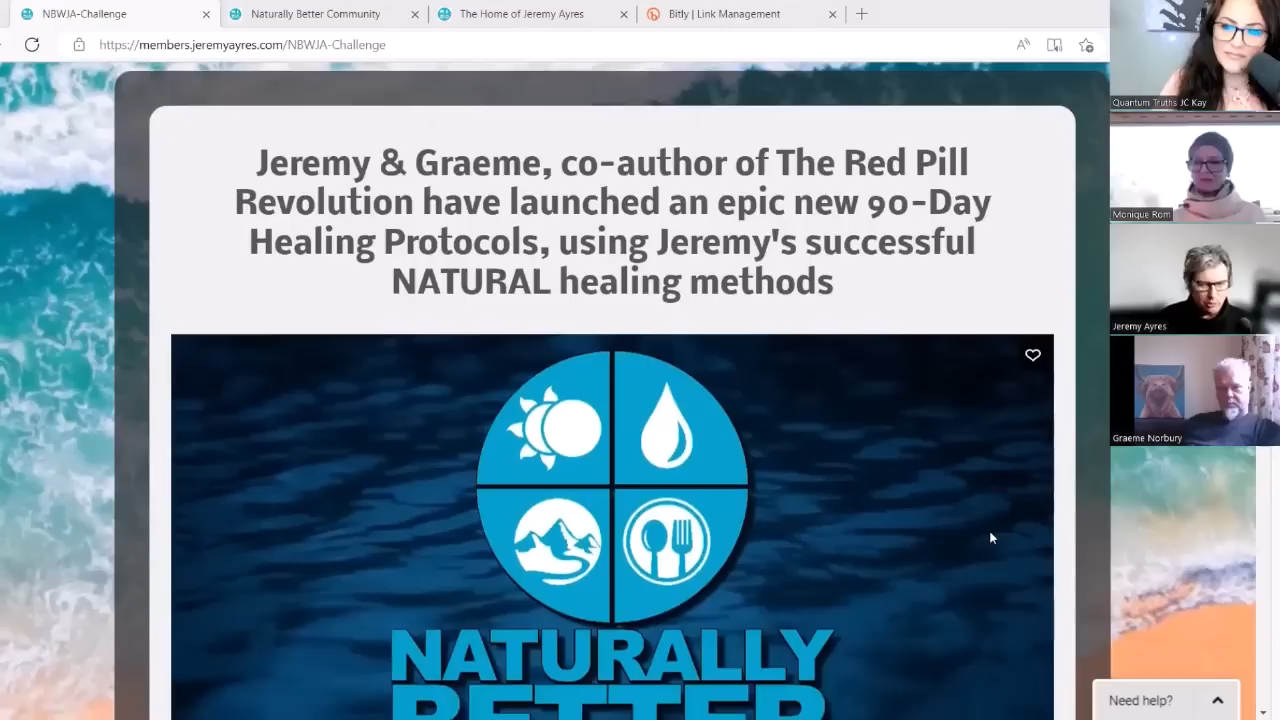 NBWJA-Challenge
Naturally Better Community
The Home of Jeremy Ayres
Bitly | Link Management
https://members.jeremyayres.com/NBWJA-Challenge
Jeremy & Graeme, co-author of The Red Pill
Revolution have launched an epic new 90-Day
Healing Protocols, using Jeremy's successful
NATURAL healing methods
NATURALLY
BETTER
Quantum Truths JC Kay
Monique Rom
Jeremy Ayres
Graeme Norbury
Need help?